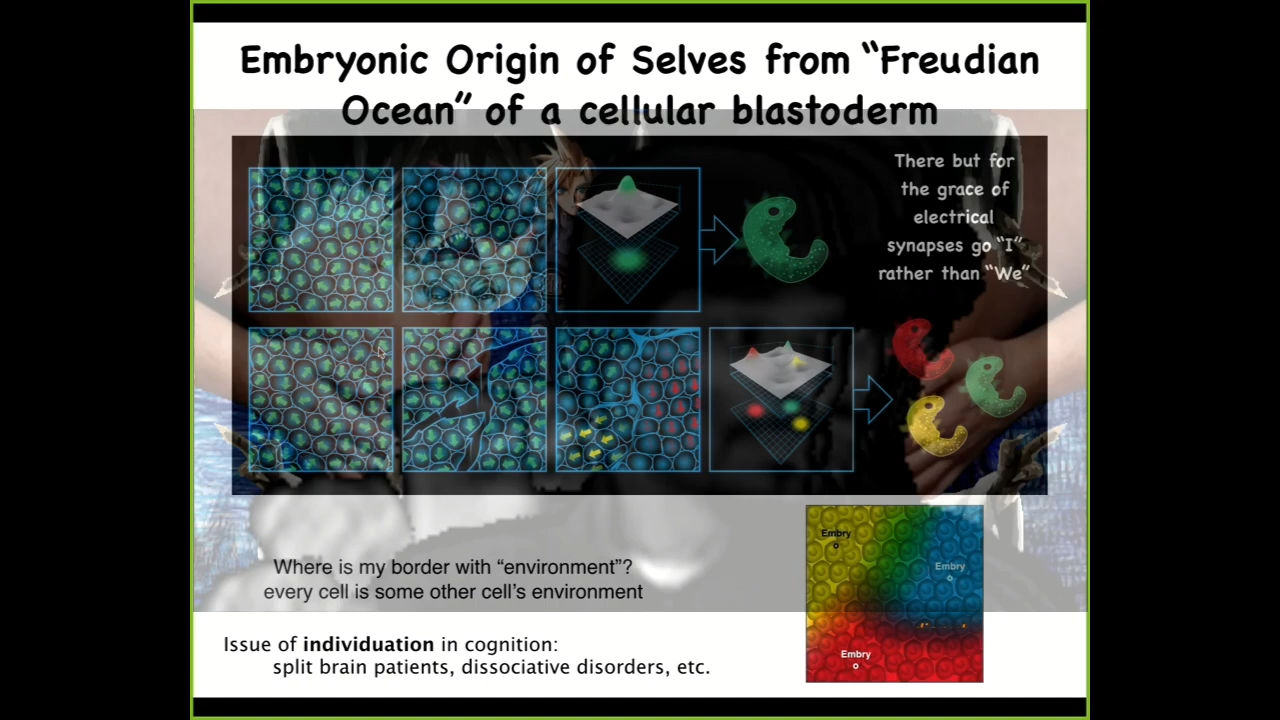 Embryonic Origin of Selves from “Freudian
Ocean” of a cellular blastoderm
There but for
the grace of
electrical
synapses go “I”
rather than “We”
Where is my border with “environment”?
every cell is some other cell’s environment
Issue of individuation in cognition:
split brain patients, dissociative disorders, etc.
Embry
Embry
Embry